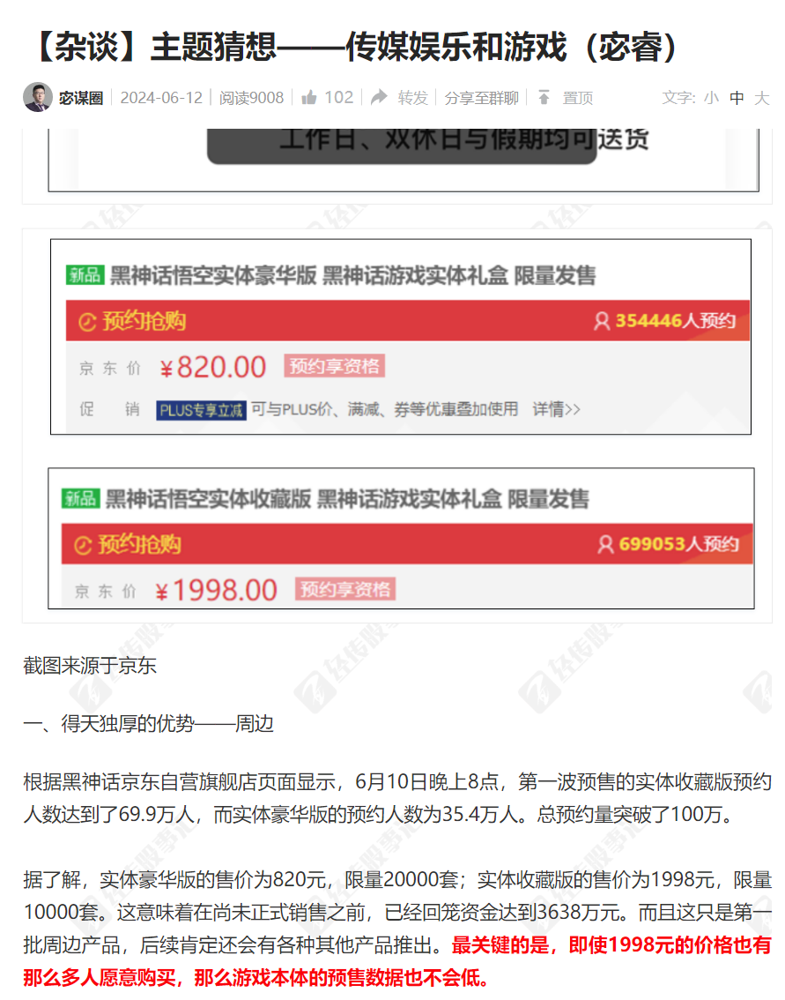 【杂谈】主题猜想——传媒娱乐和游戏（宓睿）
宓谋圈 2024-06-12 阅读9008 102 转发 分享至群聊 置顶 文字: 小 中 大
工作日、双休日与假期均可送货
新品 黑神话悟空实体豪华版 黑神话游戏实体礼盒 限量发售
预约抢购 354446人预约
京东价 ￥820.00 预约享资格
促销 PLUS专享立减 可与PLUS价、满减、券等优惠叠加使用 详情>>
新品 黑神话悟空实体收藏版 黑神话游戏实体礼盒 限量发售
预约抢购 699053人预约
京东价 ￥1998.00 预约享资格
截图来源于京东
一、得天独厚的优势——周边
根据黑神话京东自营旗舰店页面显示，6月10日晚上8点，第一波预售的实体收藏版预约
人数达到了69.9万人，而实体豪华版的预约人数为35.4万人。总预约量突破了100万。
据了解，实体豪华版的售价为820元，限量20000套；实体收藏版的售价为1998元，限量
10000套。这意味着在尚未正式销售之前，已经回笼资金达到3638万元。而且这只是第一
批周边产品，后续肯定还会有各种其他产品推出。最关键的是，即使1998元的价格也有
那么多人愿意购买，那么游戏本体的预售数据也不会低。